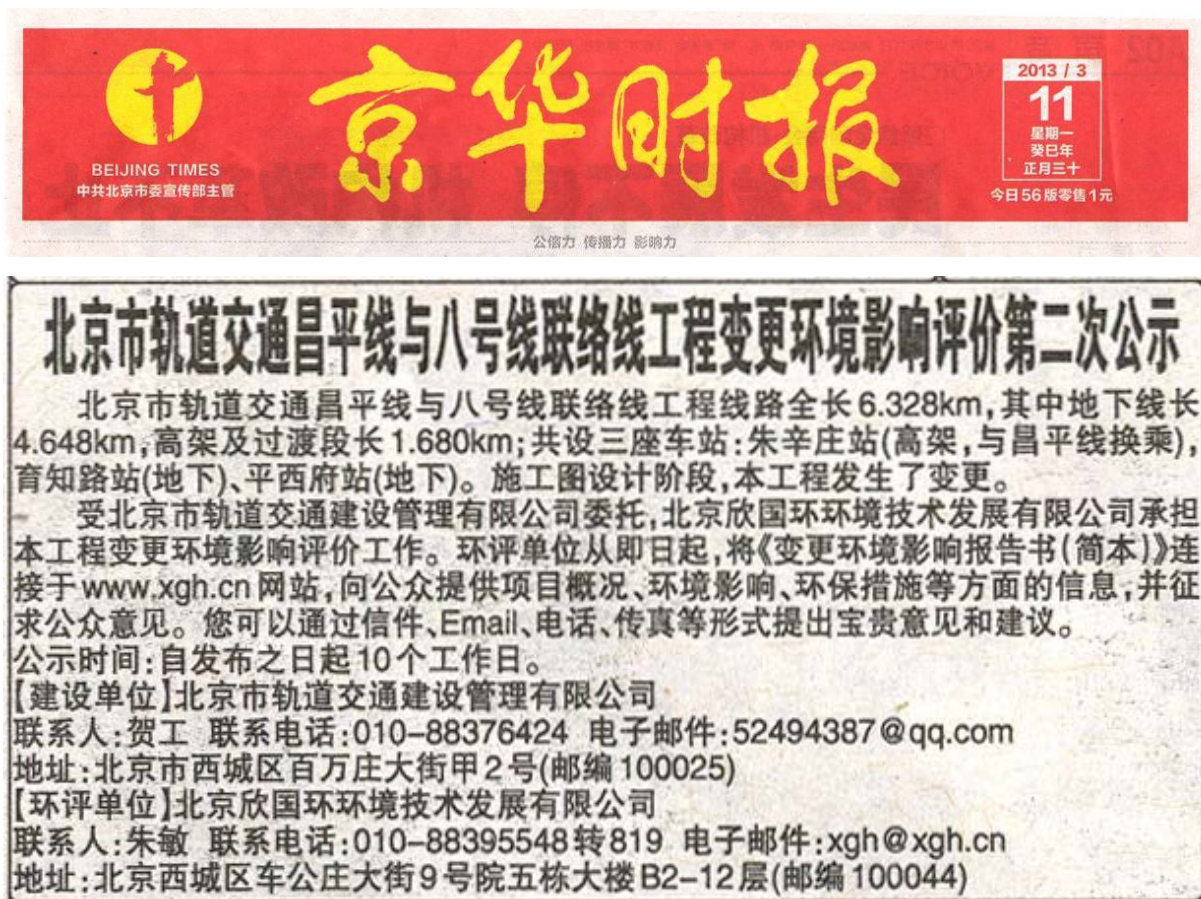 京华时报
BEIJING TIMES
中共北京市委宣传部主管
2013 / 3
11
星期一
癸巳年
正月三十
今日56版零售1元
公信力 传播力 影响力
北京市轨道交通昌平线与八号线联络线工程变更环境影响评价第二次公示
北京市轨道交通昌平线与八号线联络线工程线路全长6.328km,其中地下线长
4.648km,高架及过渡段长1.680km;共设三座车站:朱辛庄站(高架,与昌平线换乘),
育知路站(地下)、平西府站(地下)。施工图设计阶段,本工程发生了变更。
受北京市轨道交通建设管理有限公司委托,北京欣国环环境技术发展有限公司承担
本工程变更环境影响评价工作。环评单位从即日起,将《变更环境影响报告书(简本)》连
接于www.xgh.cn网站,向公众提供项目概况、环境影响、环保措施等方面的信息,并征
求公众意见。您可以通过信件、Email、电话、传真等形式提出宝贵意见和建议。
公示时间:自发布之日起10个工作日。
【建设单位】北京市轨道交通建设管理有限公司
联系人:贺工 联系电话:010-88376424 电子邮件:52494387@qq.com
地址:北京市西城区百万庄大街甲2号(邮编100025)
【环评单位】北京欣国环环境技术发展有限公司
联系人:朱敏 联系电话:010-88395548转819 电子邮件:xgh@xgh.cn
地址:北京西城区车公庄大街9号院五栋大楼B2-12层(邮编100044)